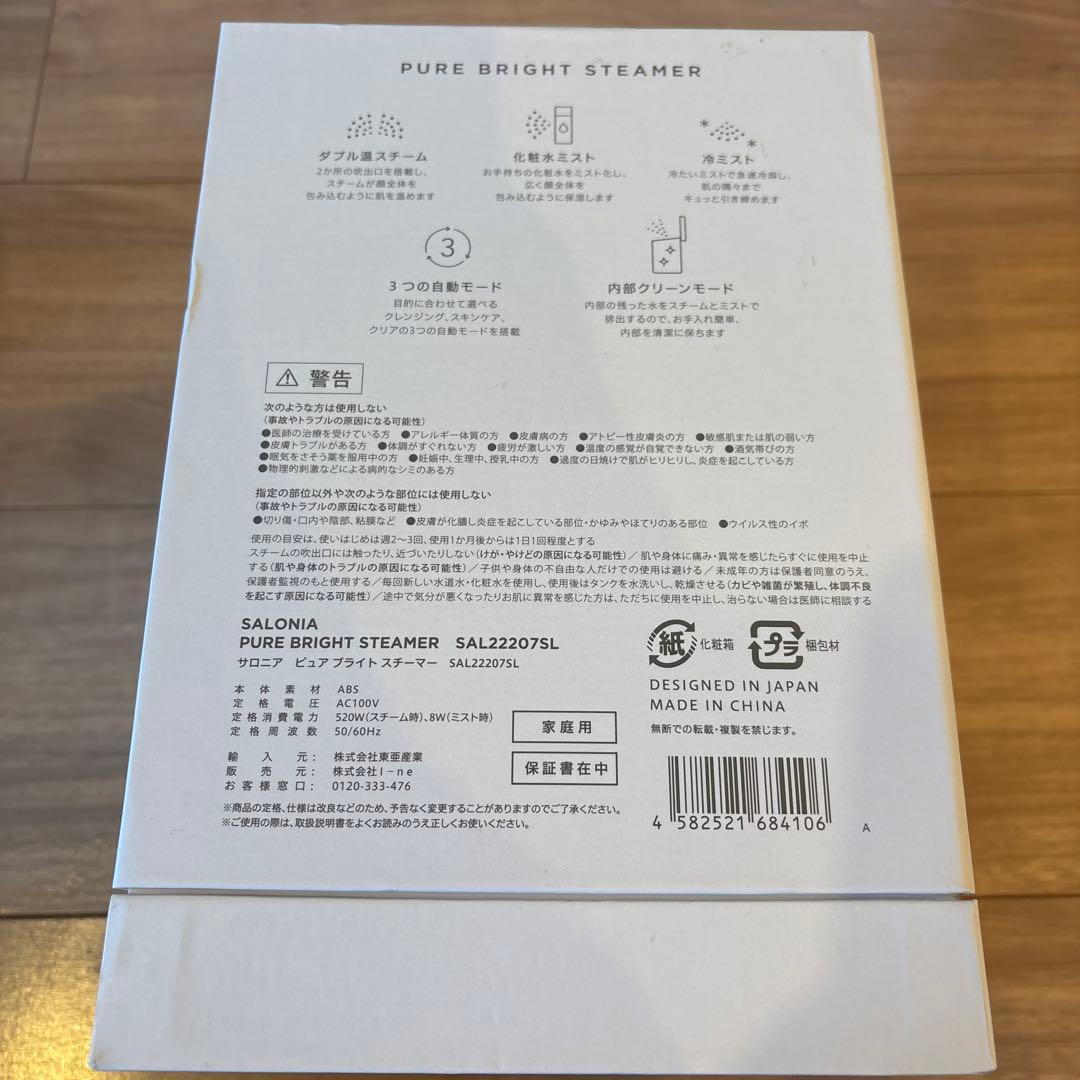 PURE BRIGHT STEAMER
ダブル温スチーム
2か所の吹出口を搭載し、
スチームが顔全体を
包み込むように肌を温めます
化粧水ミスト
お手持ちの化粧水をミスト化し、
広く顔全体を
包み込むように保湿します
冷ミスト
冷たいミストで急速冷却し、
肌の隅々まで
キュッと引き締めます
3
3つの自動モード
目的に合わせて選べる
クレンジング、スキンケア、
クリアの3つの自動モードを搭載
内部クリーンモード
内部の残った水をスチームとミストで
排出するので、お手入れ簡単、
内部を清潔に保ちます
警告
次のような方は使用しない
(事故やトラブルの原因になる可能性)
●医師の治療を受けている方 ●アレルギー体質の方 ●皮膚病の方 ●アトピー性皮膚炎の方 ●敏感肌または肌の弱い方
●皮膚トラブルがある方 ●体調がすぐれない方 ●疲労が激しい方 ●温度の感覚が自覚できない方 ●酒気帯びの方
●眠気をさそう薬を服用中の方 ●妊娠中、生理中、授乳中の方 ●過度の日焼けで肌がヒリヒリし、炎症を起こしている方
●物理的刺激などによる病的なシミのある方
指定の部位以外や次のような部位には使用しない
(事故やトラブルの原因になる可能性)
●切り傷・口内や陰部、粘膜など ●皮膚が化膿し炎症を起こしている部位・かゆみやほてりのある部位 ●ウイルス性のイボ
使用の目安は、使いはじめは週2~3回、使用1か月後からは1日1回程度とする
スチームの吹出口には触ったり、近づいたりしない(けが・やけどの原因になる可能性)/肌や身体に痛み・異常を感じたらすぐに使用を中止
する(肌や身体のトラブルの原因になる可能性)/子供や身体の不自由な人だけでの使用は避ける/未成年の方は保護者同意のうえ、
保護者監視のもと使用する/毎回新しい水道水・化粧水を使用し、使用後はタンクを水洗いし、乾燥させる(カビや雑菌が繁殖し、体調不良
を起こす原因になる可能性)/途中で気分が悪くなったりお肌に異常を感じた方は、ただちに使用を中止し、治らない場合は医師に相談する
SALONIA
PURE BRIGHT STEAMER SAL22207SL
サロニア ピュア ブライト スチーマー SAL22207SL
本体素材 ABS
定格電圧 AC100V
定格消費電力 520W(スチーム時)、8W(ミスト時)
定格周波数 50/60Hz
輸入元: 株式会社東亜産業
販売元: 株式会社I-ne
お客様窓口: 0120-333-476
家庭用
保証書在中
※商品の定格、仕様は改良などのため、予告なく変更することがありますのでご了承ください。
※ご使用の際は、取扱説明書をよくお読みのうえ正しくお使いください。
紙 化粧箱
プラ 梱包材
DESIGNED IN JAPAN
MADE IN CHINA
無断での転載・複製を禁じます。
4 582521 684106
A